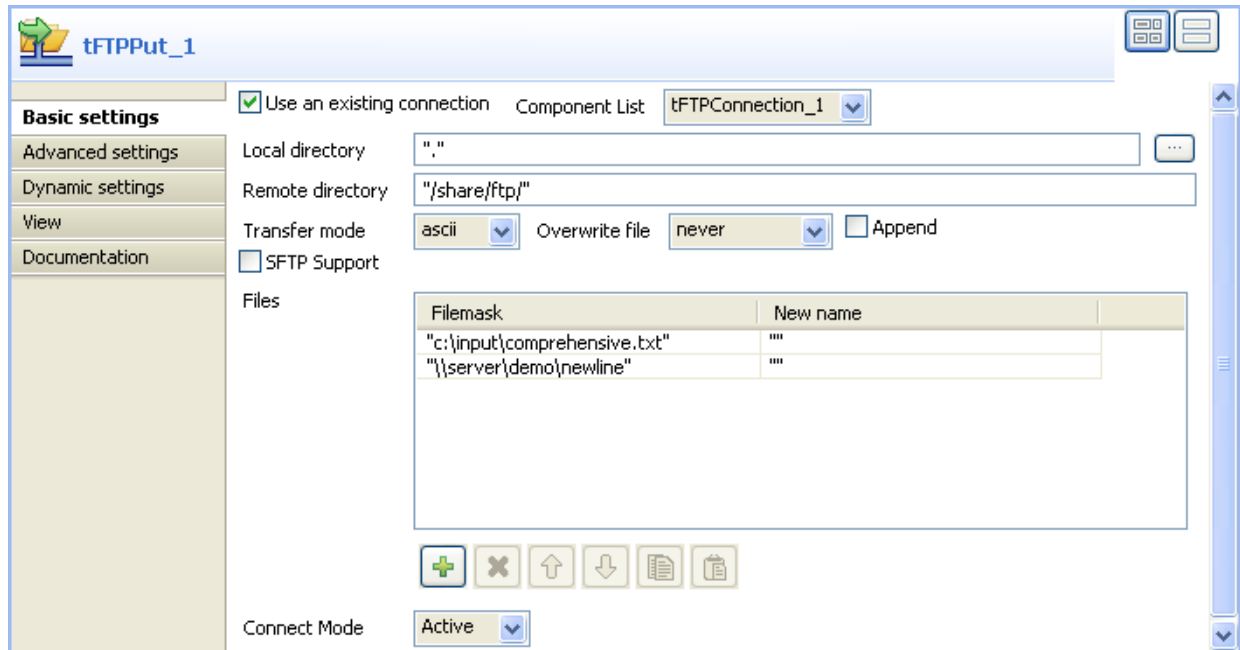 tFTPPut_1
Basic settings
Advanced settings
Dynamic settings
View
Documentation
Use an existing connection Component List tFTPConnection_1
Local directory "." ...
Remote directory "/share/ftp/"
Transfer mode ascii Overwrite file never Append
SFTP Support
Files
Filemask New name
"c:\input\comprehensive.txt" ""
"\\server\demo\newline" ""
Connect Mode Active